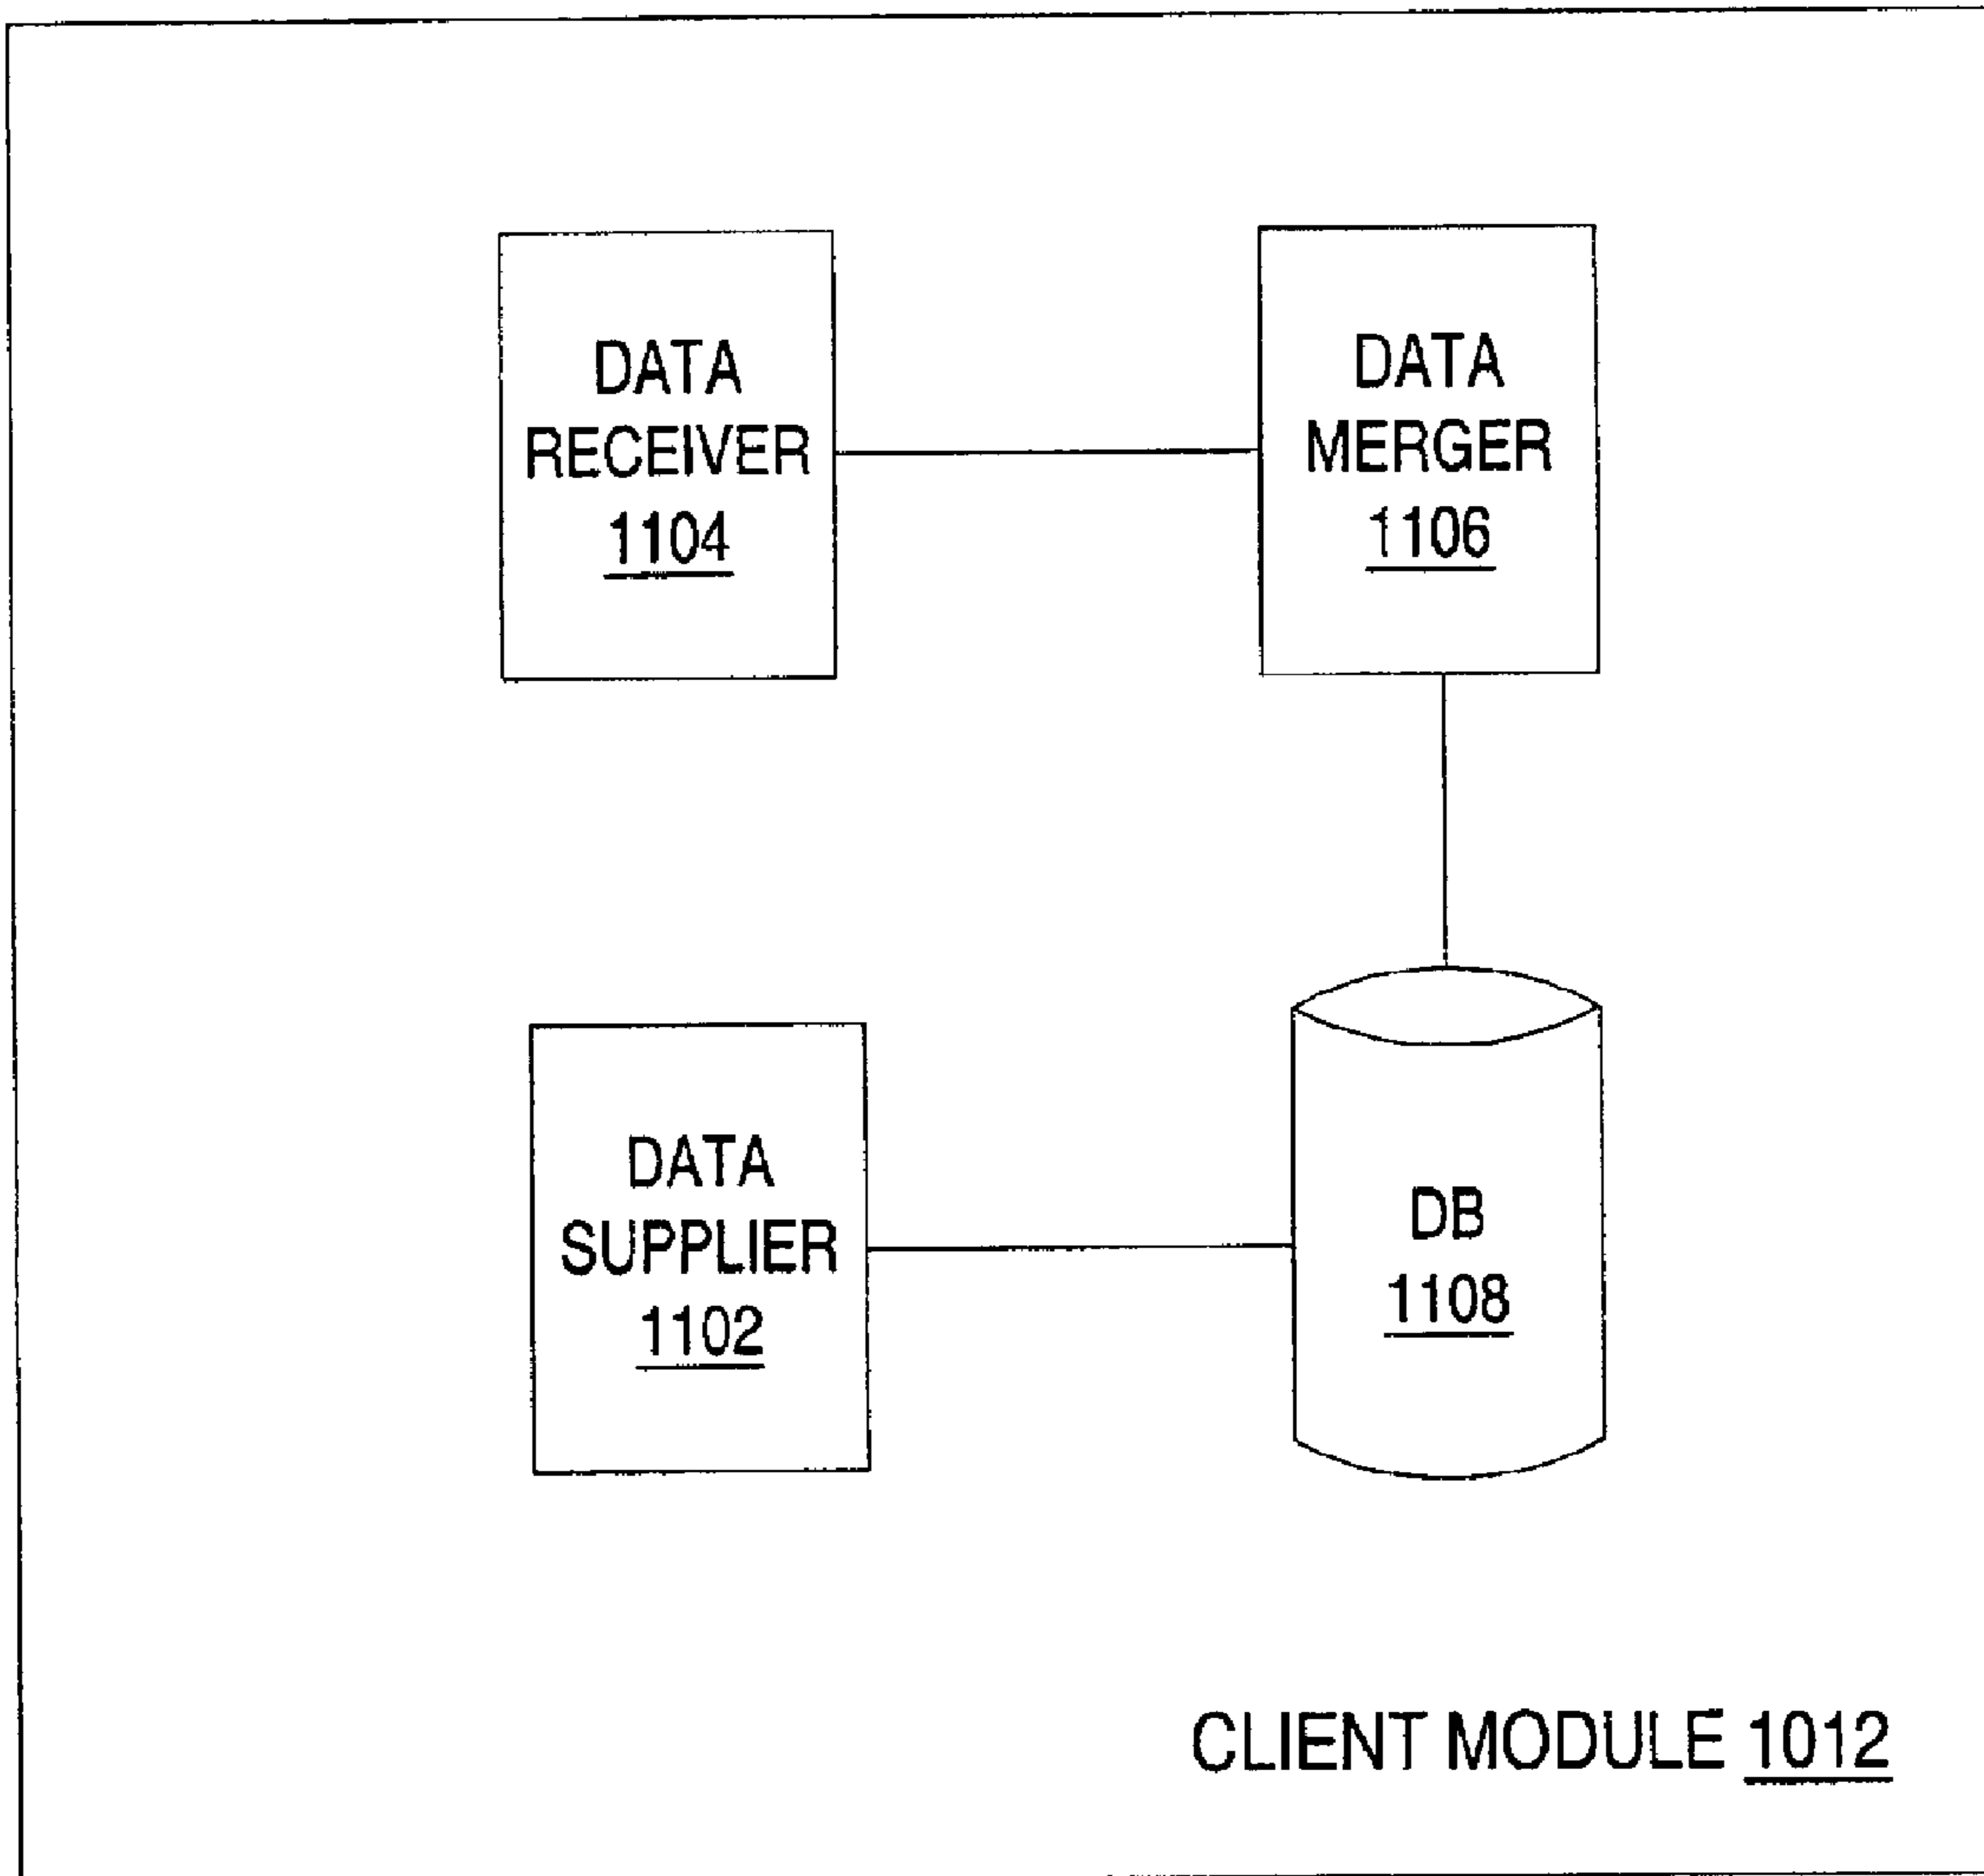 DATA
RECEIVER
1104
DATA
MERGER
1106
DATA
SUPPLIER
1102
DB
1108
CLIENT MODULE 1012